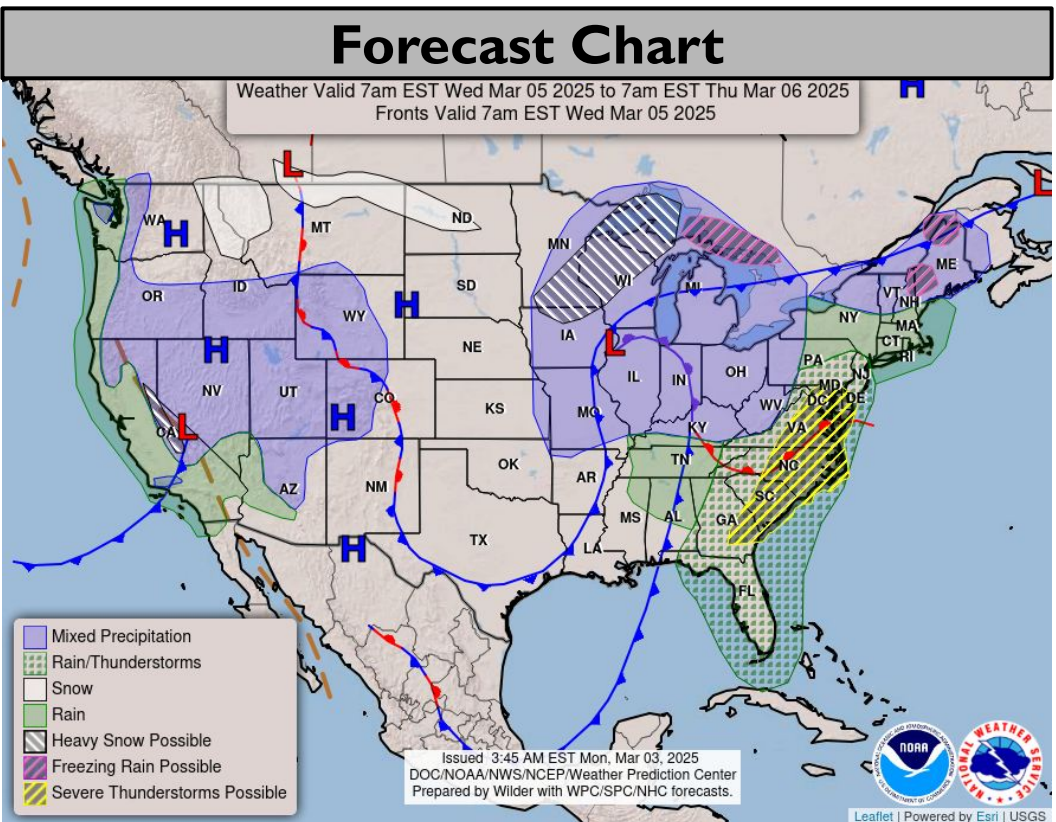 Forecast Chart
Weather Valid 7am EST Wed Mar 05 2025 to 7am EST Thu Mar 06 2025
Fronts Valid 7am EST Wed Mar 05 2025
H
L
L
WA
H
MT
ND
MN
ME
OR
ID
WY
H
SD
WI
MI
VT
NH
NY
MA
CT
RI
H
NV
UT
CO
NE
IA
L
IL
IN
OH
PA
NJ
MD
DE
DC
CA
L
H
KS
MO
KY
WV
VA
AZ
NM
OK
AR
TN
NC
SC
H
TX
LA
MS
AL
GA
FL
Mixed Precipitation
Rain/Thunderstorms
Snow
Rain
Heavy Snow Possible
Freezing Rain Possible
Severe Thunderstorms Possible
Issued 3:45 AM EST Mon, Mar 03, 2025
DOC/NOAA/NWS/NCEP/Weather Prediction Center
Prepared by Wilder with WPC/SPC/NHC forecasts.
NOAA
NATIONAL WEATHER SERVICE
Leaflet | Powered by Esri | USGS